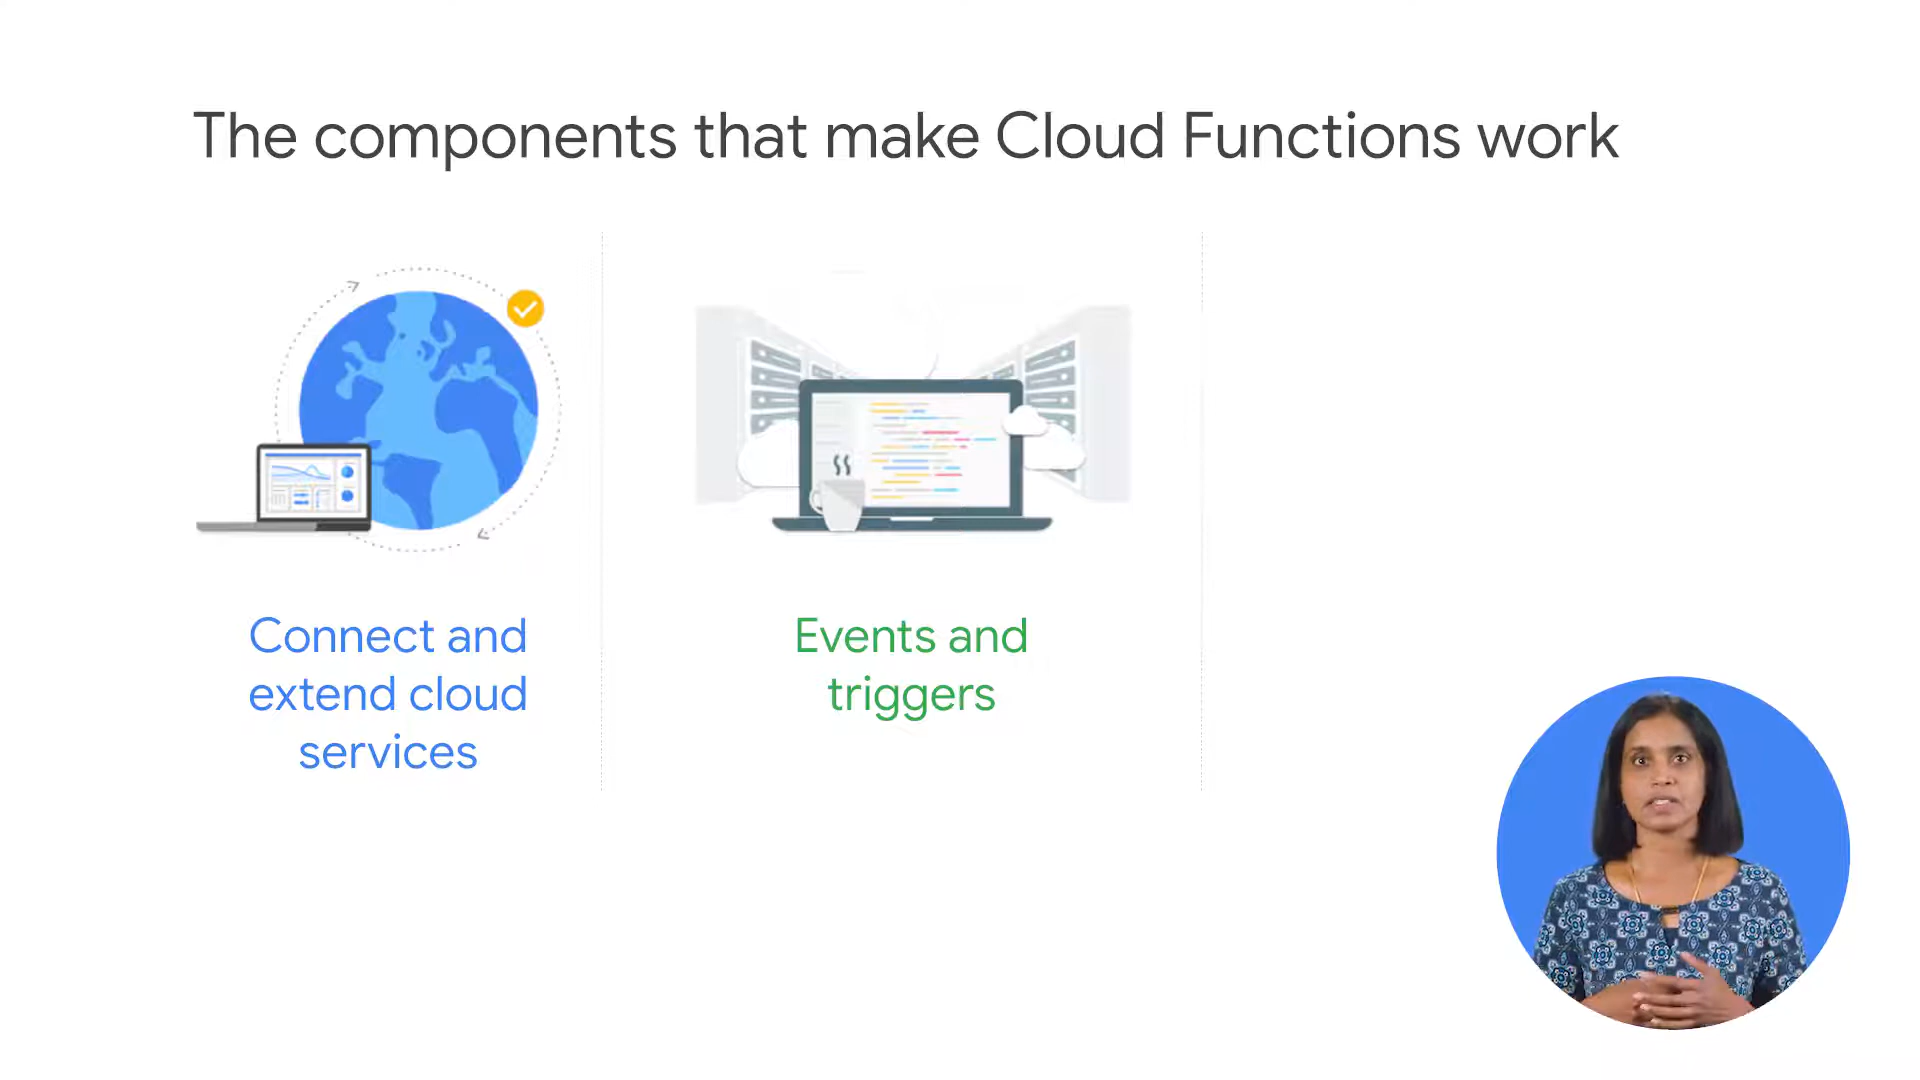 The components that make Cloud Functions work
Connect and
extend cloud
services
Events and
triggers